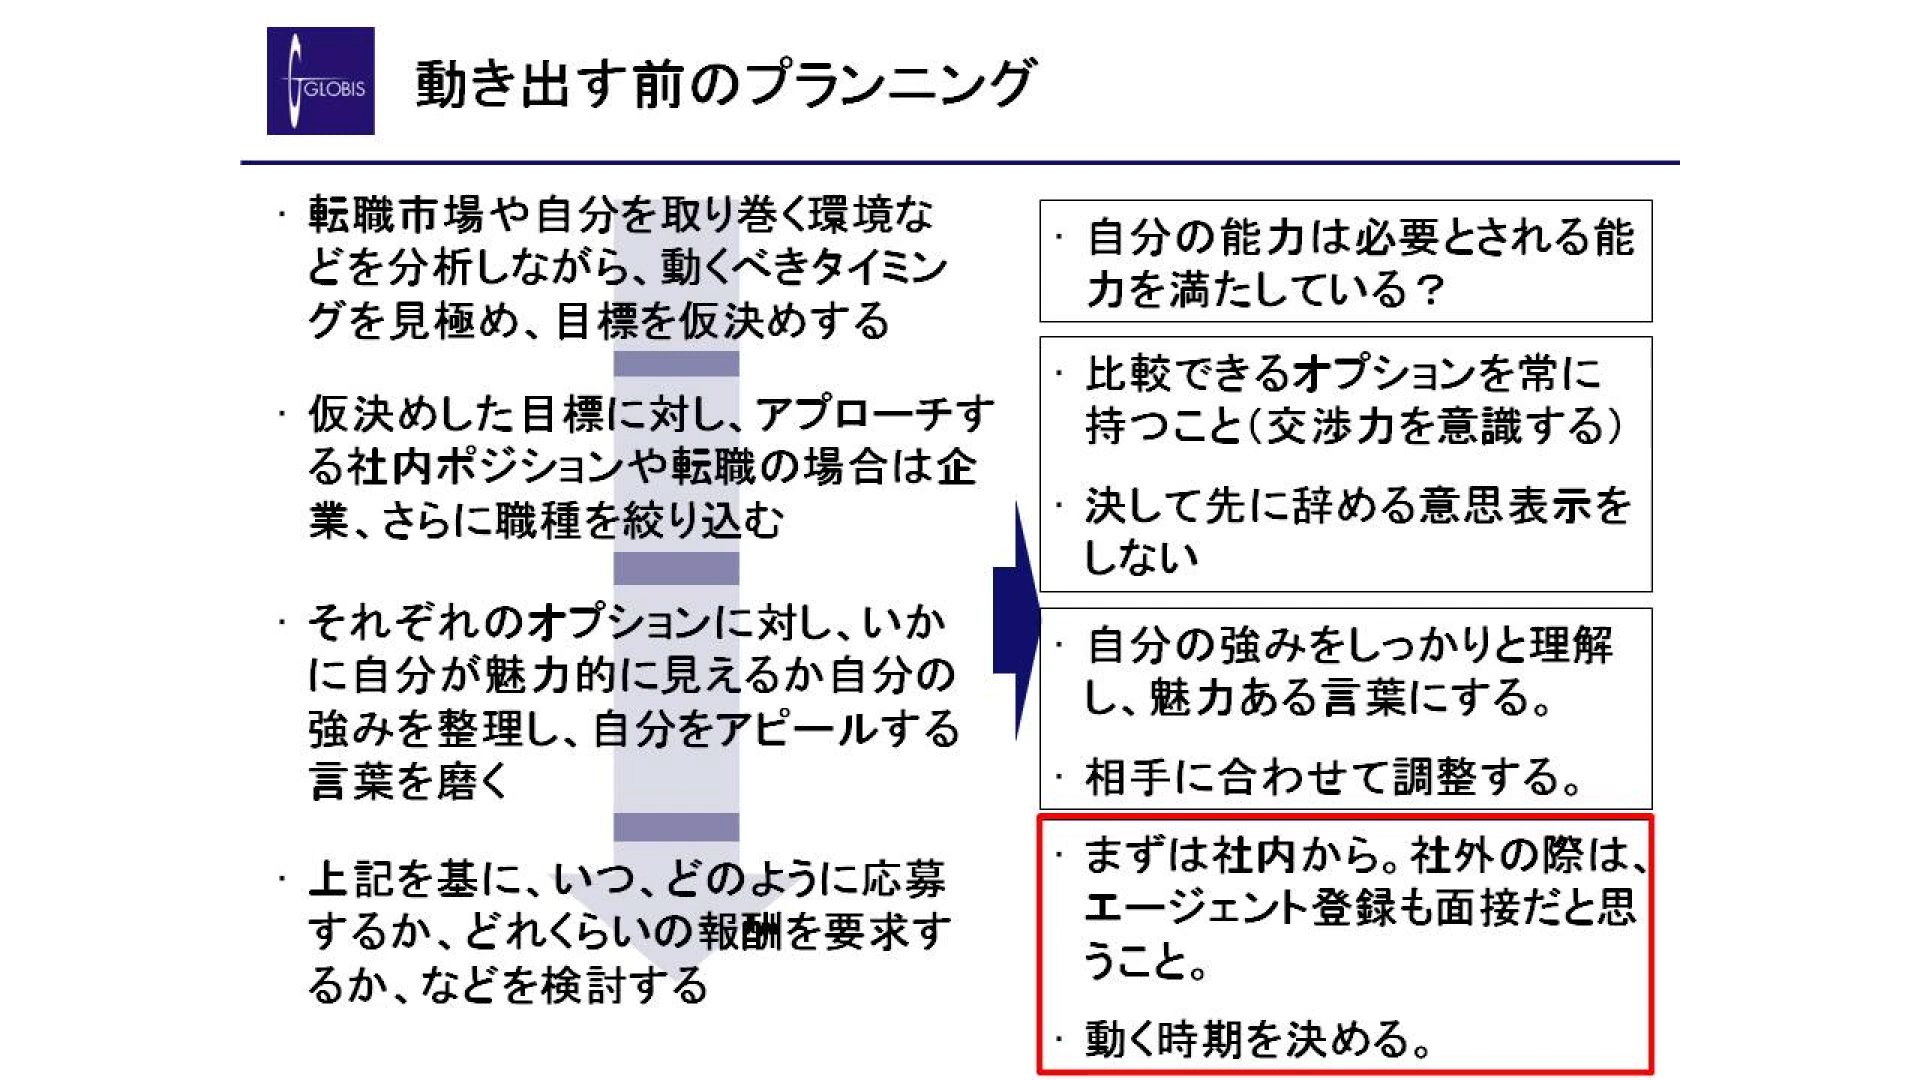 GLOBIS
動き出す前のプランニング
・転職市場や自分を取り巻く環境な
どを分析しながら、動くべきタイミン
グを見極め、目標を仮決めする
・仮決めした目標に対し、アプローチす
る社内ポジションや転職の場合は企
業、さらに職種を絞り込む
・それぞれのオプションに対し、いか
に自分が魅力的に見えるか自分の
強みを整理し、自分をアピールする
言葉を磨く
・上記を基に、いつ、どのように応募
するか、どれくらいの報酬を要求す
るか、などを検討する
・自分の能力は必要とされる能
力を満たしている？
・比較できるオプションを常に
持つこと（交渉力を意識する）
・決して先に辞める意思表示を
しない
・自分の強みをしっかりと理解
し、魅力ある言葉にする。
・相手に合わせて調整する。
・まずは社内から。社外の際は、
エージェント登録も面接だと思
うこと。
・動く時期を決める。